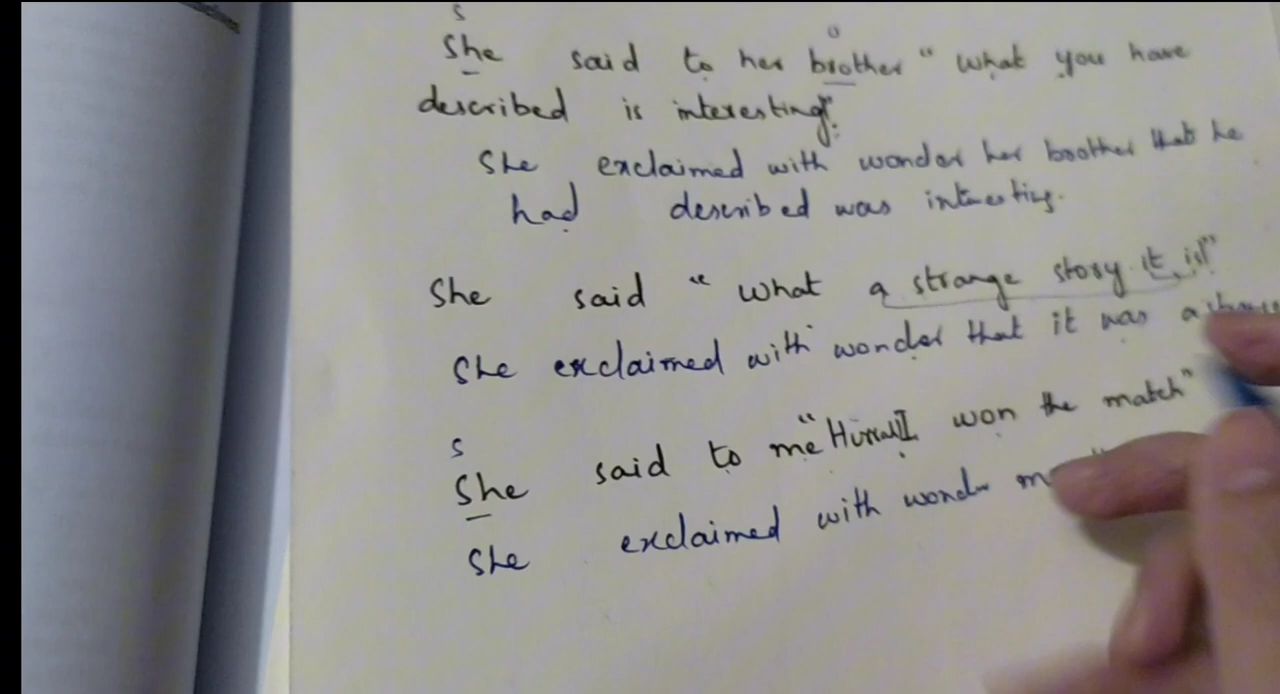 s
o
She said to her brother " what you have
described is interesting".
She exclaimed with wonder her brother that he
had described was interesting.
She said " what a strange story it is"
She exclaimed with wonder that it was a
s
She said to me " I won the match"
She exclaimed with wonder